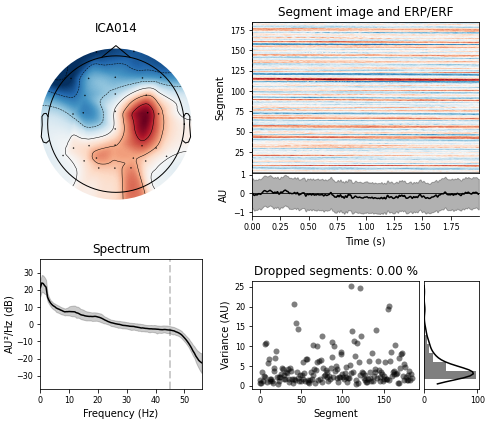 ICA014
Segment image and ERP/ERF
Segment
175
150
125
100
75
50
25
AU
1
0
−1
0.00 0.25 0.50 0.75 1.00 1.25 1.50 1.75
Time (s)
Spectrum
AU²/Hz (dB)
30
20
10
0
−10
−20
−30
0 10 20 30 40 50
Frequency (Hz)
Dropped segments: 0.00 %
Variance (AU)
25
20
15
10
5
0
0 50 100 150
Segment
0 100